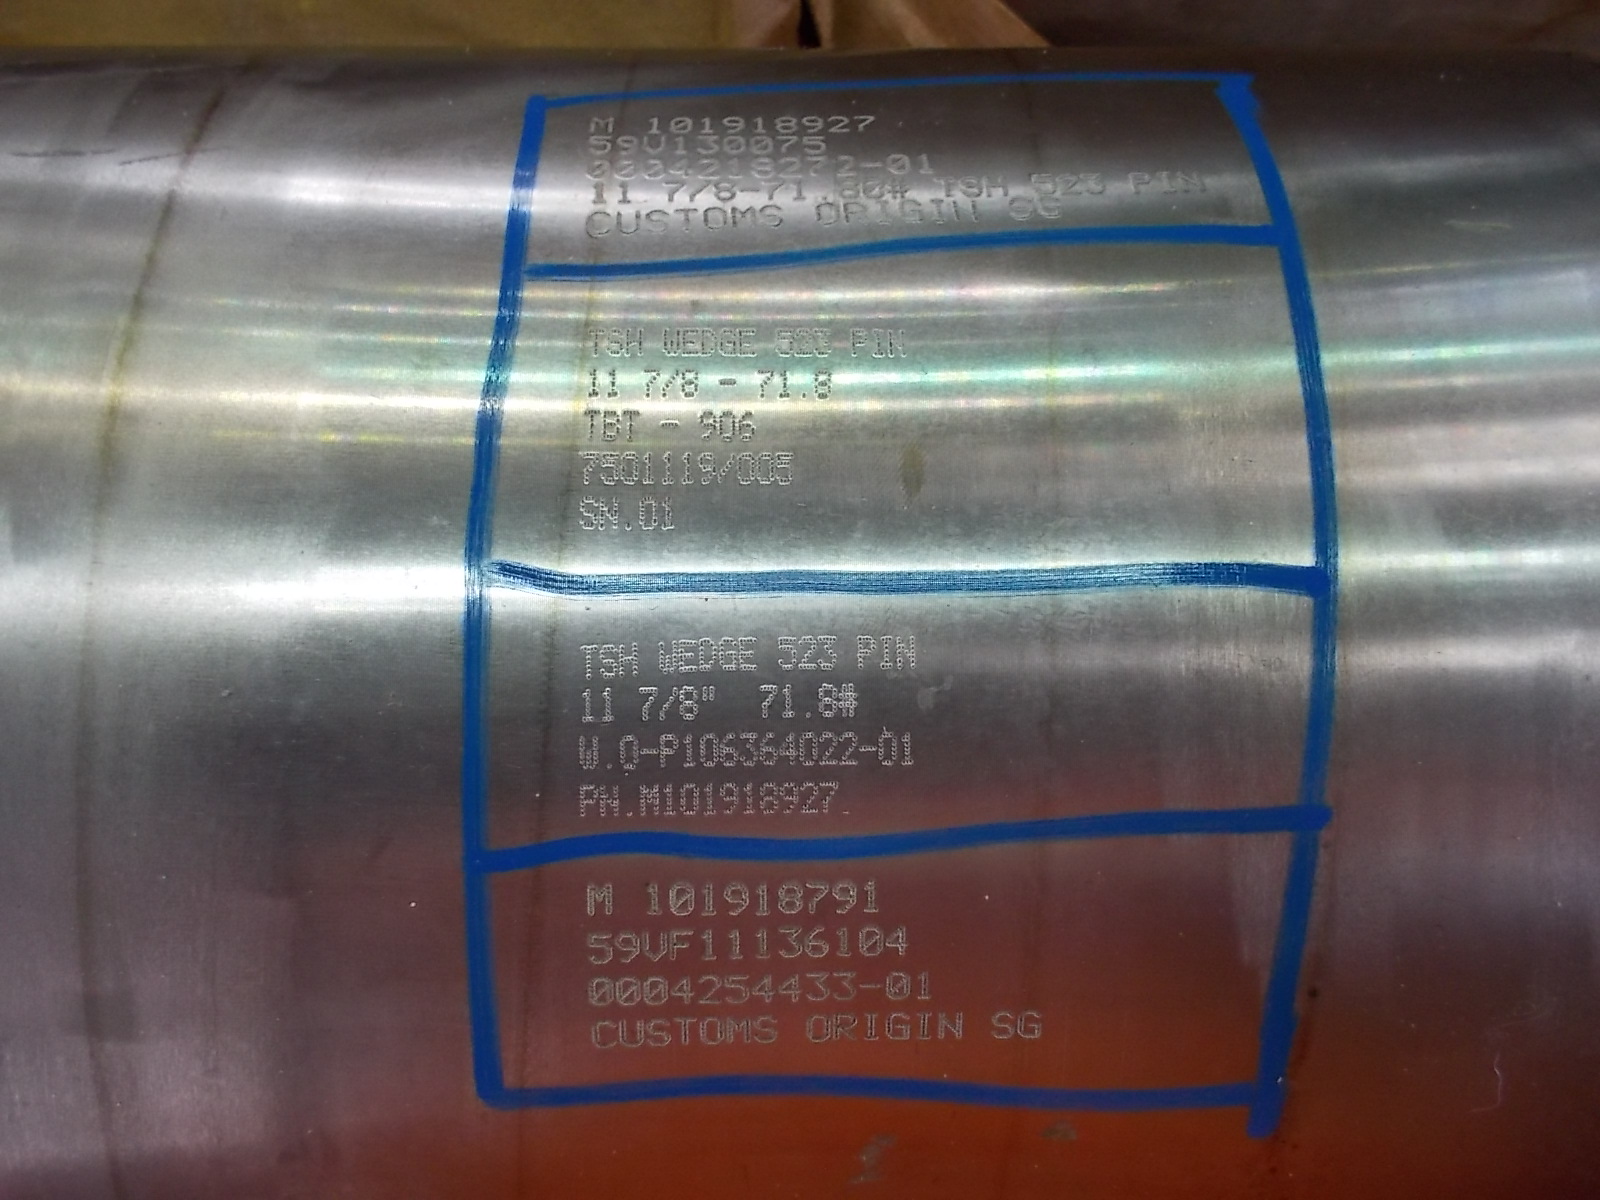 M 101918927
59V130075
0004218272-01
11 7/8-71.80# TSH 523 PIN
CUSTOMS ORIGIN SG
TSH WEDGE 523 PIN
11 7/8 - 71.8
TBT - 906
7501119/005
SN.01
TSH WEDGE 523 PIN
11 7/8" 71.8#
W.O-P106364022-01
PN.M101918927
M 101918791
59VF11136104
0004254433-01
CUSTOMS ORIGIN SG